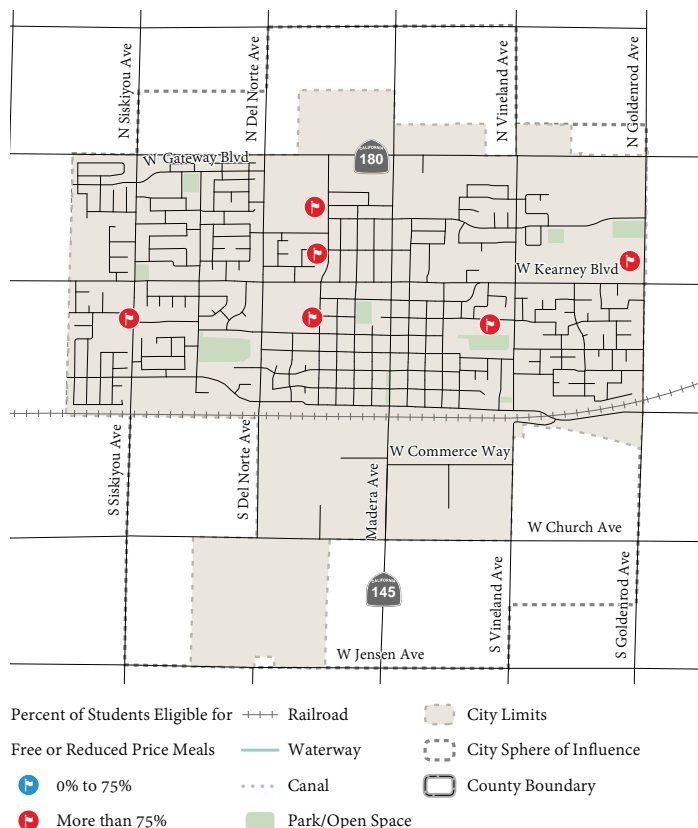 N Siskiyou Ave
N Del Norte Ave
N Vineland Ave
N Goldenrod Ave
W Gateway Blvd
CALIFORNIA
180
W Kearney Blvd
S Siskiyou Ave
S Del Norte Ave
Madera Ave
W Commerce Way
W Church Ave
S Vineland Ave
S Goldenrod Ave
CALIFORNIA
145
W Jensen Ave
Percent of Students Eligible for
Free or Reduced Price Meals
0% to 75%
More than 75%
Railroad
Waterway
Canal
Park/Open Space
City Limits
City Sphere of Influence
County Boundary